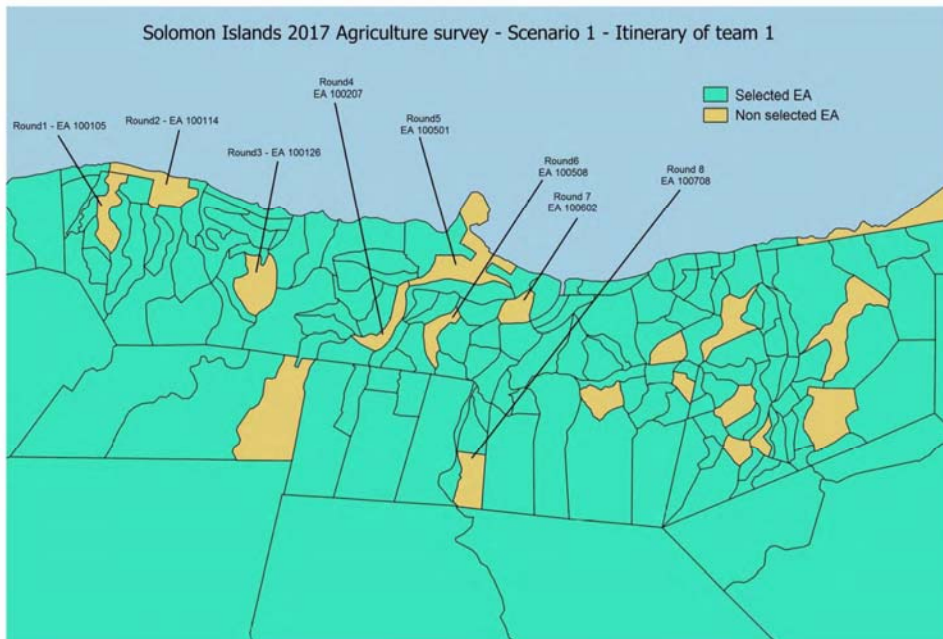 Solomon Islands 2017 Agriculture survey - Scenario 1 - Itinerary of team 1
Round4
EA 100207
Round5
EA 100501
Selected EA
Non selected EA
Round1 - EA 100105
Round2 - EA 100114
Round3 - EA 100126
Round6
EA 100508
Round 7
EA 100602
Round 8
EA 100708